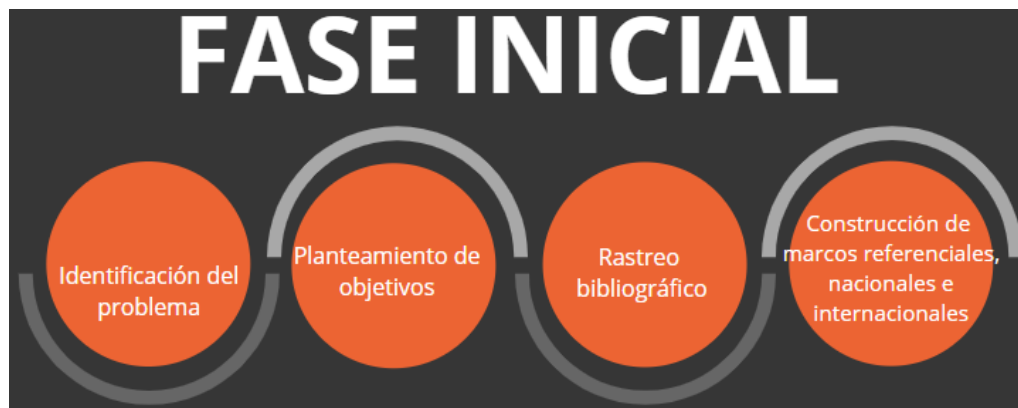 FASE INICIAL
Identificación del
problema
Planteamiento de
objetivos
Rastreo
bibliográfico
Construcción de
marcos referenciales,
nacionales e
internacionales